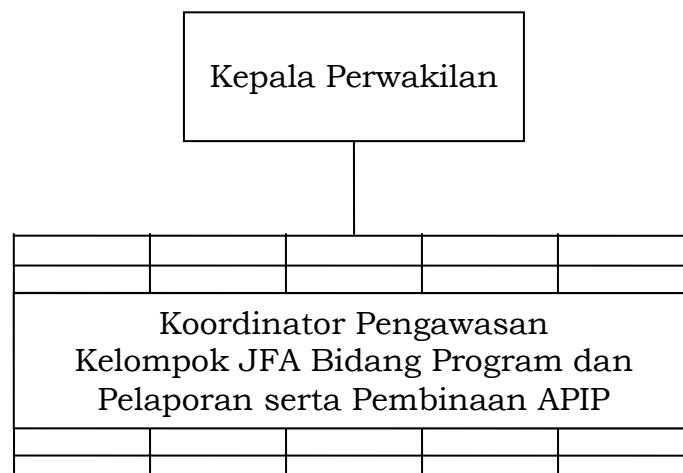 Kepala Perwakilan
Koordinator Pengawasan
Kelompok JFA Bidang Program dan
Pelaporan serta Pembinaan APIP